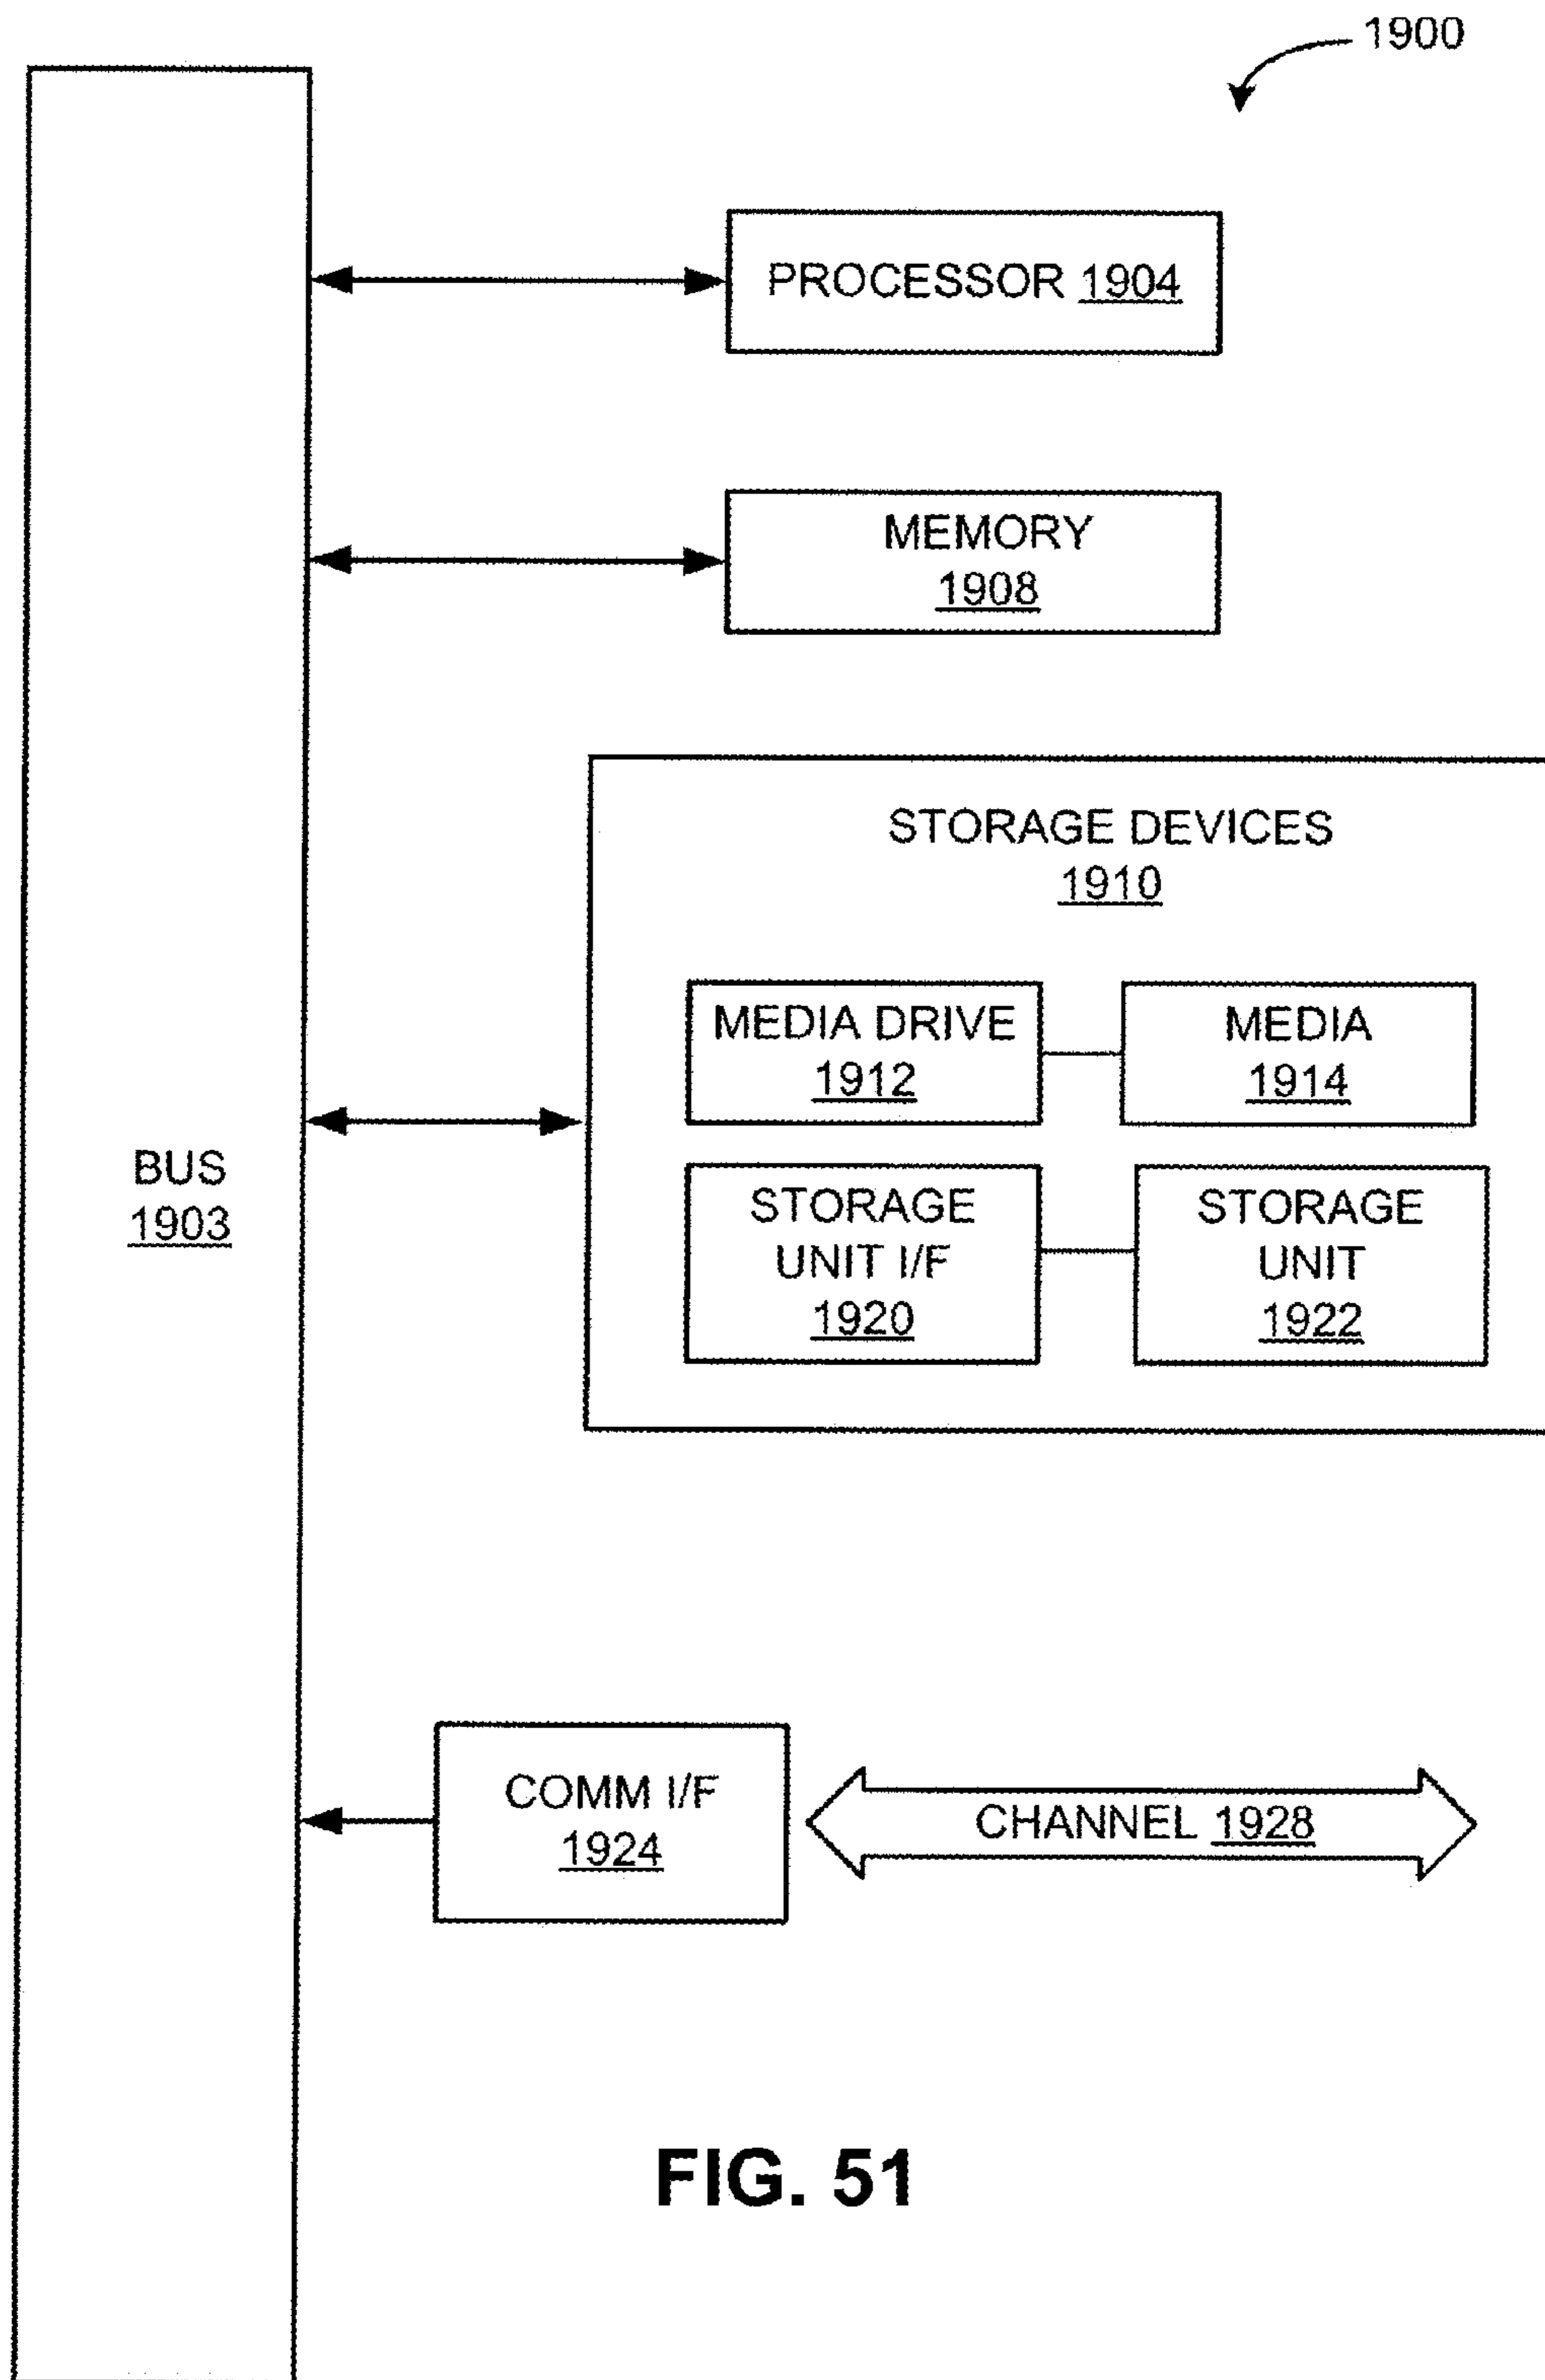 1900
PROCESSOR 1904
MEMORY
1908
STORAGE DEVICES
1910
MEDIA DRIVE
1912
MEDIA
1914
STORAGE
UNIT I/F
1920
STORAGE
UNIT
1922
BUS
1903
COMM I/F
1924
CHANNEL 1928
FIG. 51